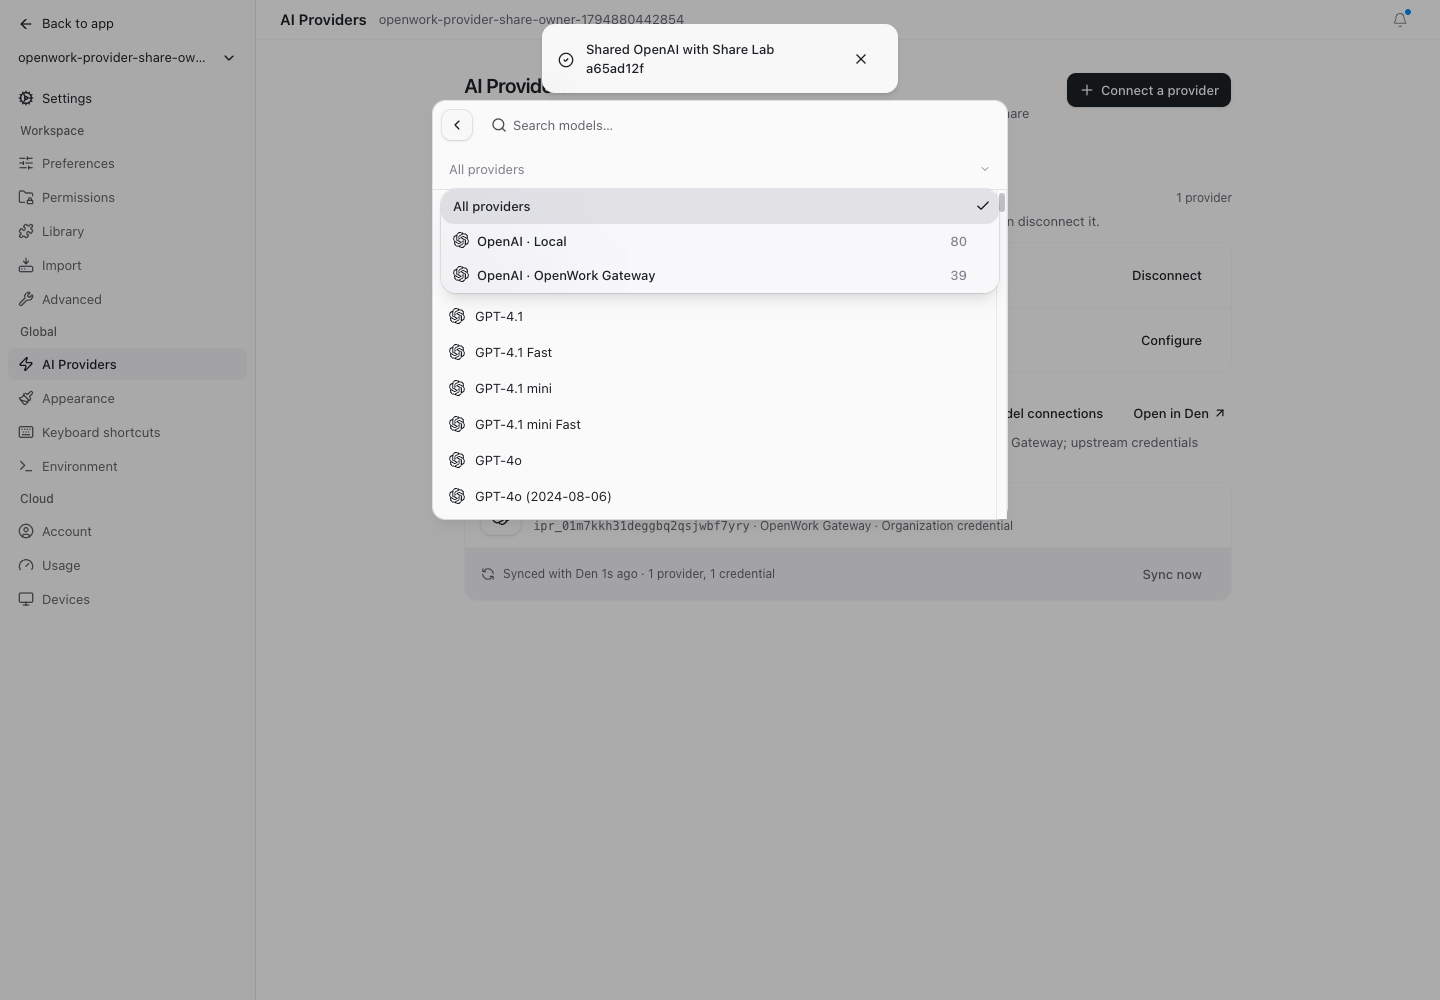 Back to app
openwork-provider-share-ow...
Settings
Workspace
Preferences
Permissions
Library
Import
Advanced
Global
AI Providers
Appearance
Keyboard shortcuts
Environment
Cloud
Account
Usage
Devices
AI Providers openwork-provider-share-owner-1794880442854
Shared OpenAI with Share Lab
a65ad12f
AI Provide
Connect a provider
are
1 provider
n disconnect it.
Disconnect
Configure
del connections Open in Den
Gateway; upstream credentials
Search models...
All providers
All providers
OpenAI · Local 80
OpenAI · OpenWork Gateway 39
GPT-4.1
GPT-4.1 Fast
GPT-4.1 mini
GPT-4.1 mini Fast
GPT-4o
GPT-4o (2024-08-06)
ipr_01m7kkh31deggbq2qsjwbf7yry · OpenWork Gateway · Organization credential
Synced with Den 1s ago · 1 provider, 1 credential
Sync now